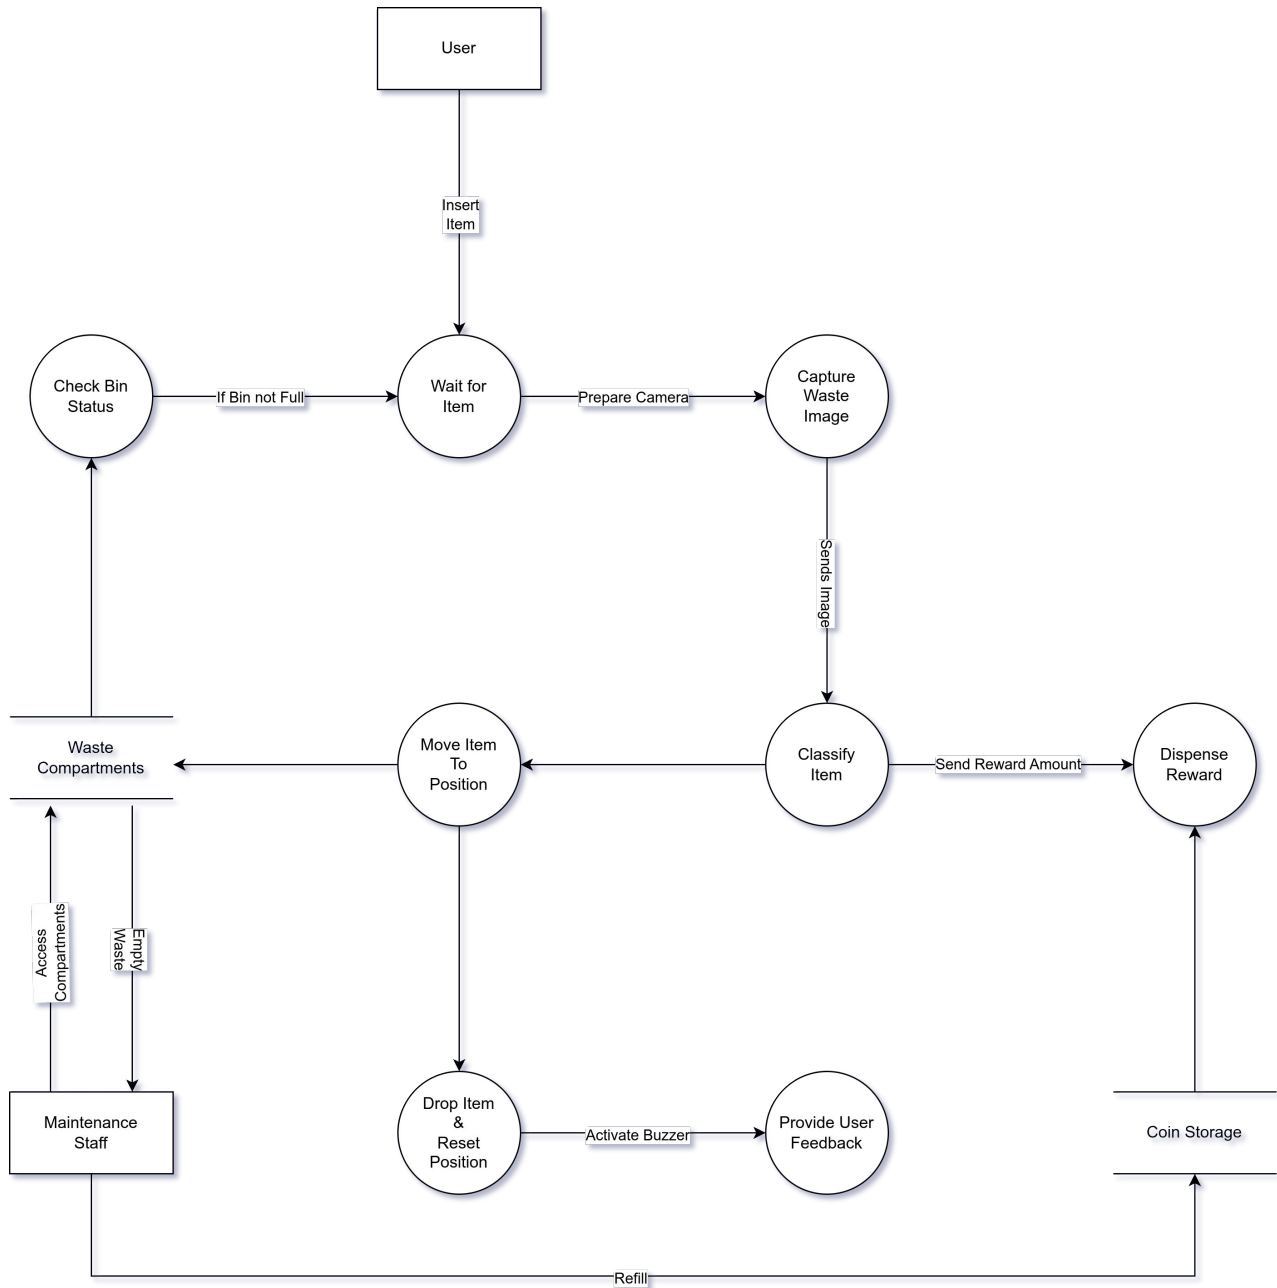 User
Insert
Item
Check Bin
Status
If Bin not Full
Wait for
Item
Prepare Camera
Capture
Waste
Image
Sends Image
Waste
Compartments
Move Item
To
Position
Classify
Item
Send Reward Amount
Dispense
Reward
Access
Compartments
Empty
Waste
Maintenance
Staff
Drop Item
&
Reset
Position
Activate Buzzer
Provide User
Feedback
Coin Storage
Refill